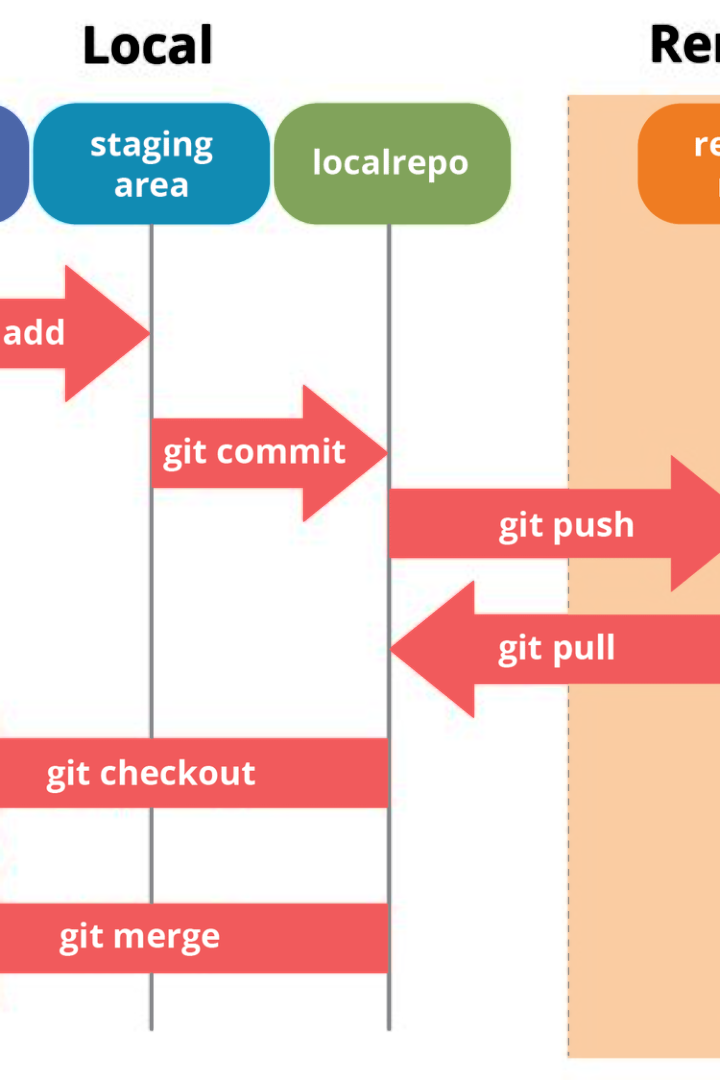 Local
staging
area
localrepo
add
git commit
git push
git pull
git checkout
git merge